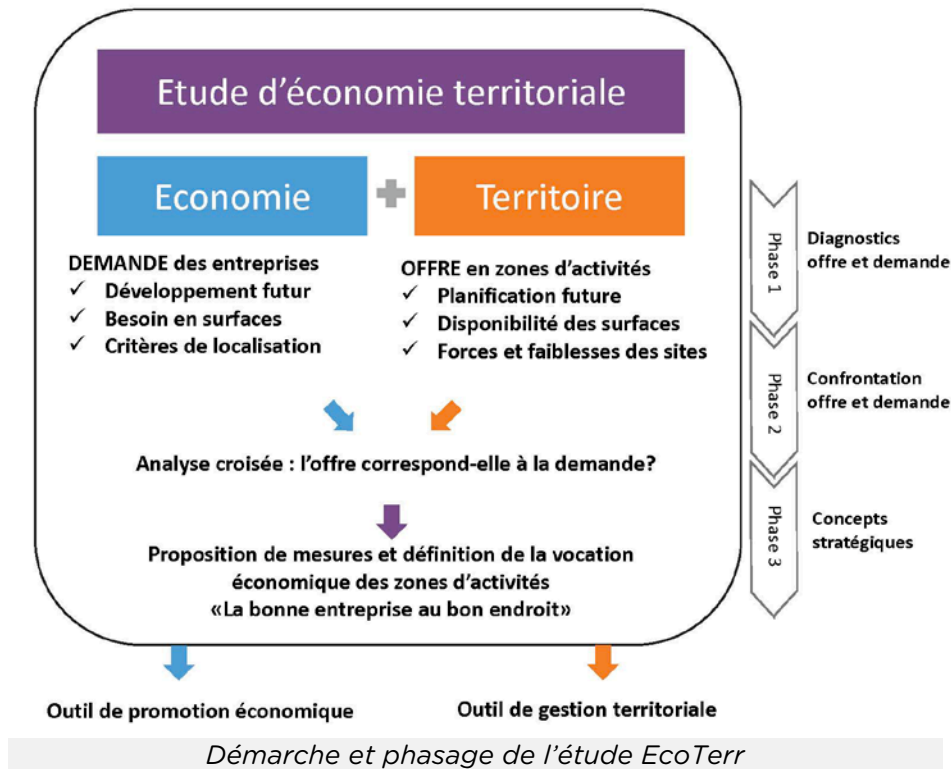 Etude d'économie territoriale
Economie
Territoire
DEMANDE des entreprises
✓ Développement futur
✓ Besoin en surfaces
✓ Critères de localisation
OFFRE en zones d'activités
✓ Planification future
✓ Disponibilité des surfaces
✓ Forces et faiblesses des sites
Analyse croisée : l'offre correspond-elle à la demande?
Proposition de mesures et définition de la vocation
économique des zones d'activités
«La bonne entreprise au bon endroit»
Phase 1
Diagnostics
offre et demande
Phase 2
Confrontation
offre et demande
Phase 3
Concepts
stratégiques
Outil de promotion économique
Outil de gestion territoriale
Démarche et phasage de l'étude EcoTerr